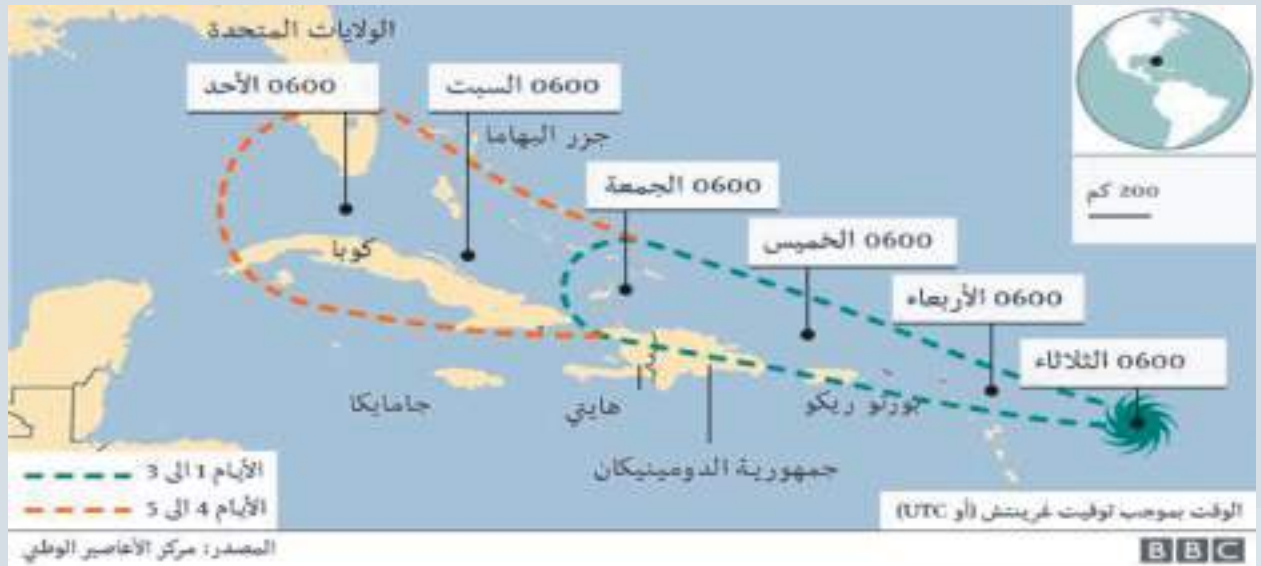 الولايات المتحدة
0600 الأحد
0600 السبت
جزر البهاما
0600 الجمعة
200 كم
0600 الخميس
كوبا
0600 الأربعاء
0600 الثلاثاء
جامايكا
هايتي
بورتو ريكو
جمهورية الدومينيكان
الأيام 1 الى 3
الأيام 4 الى 5
الوقت بموجب توقيت غرينتش (أو UTC)
المصدر: مركز الأعاصير الوطني
BBC